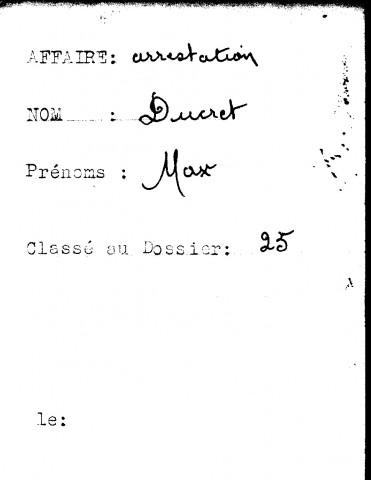 AFFAIRE: arrestation
NOM : Ducret
Prénoms : Max
Classé au Dossier: 25
le: